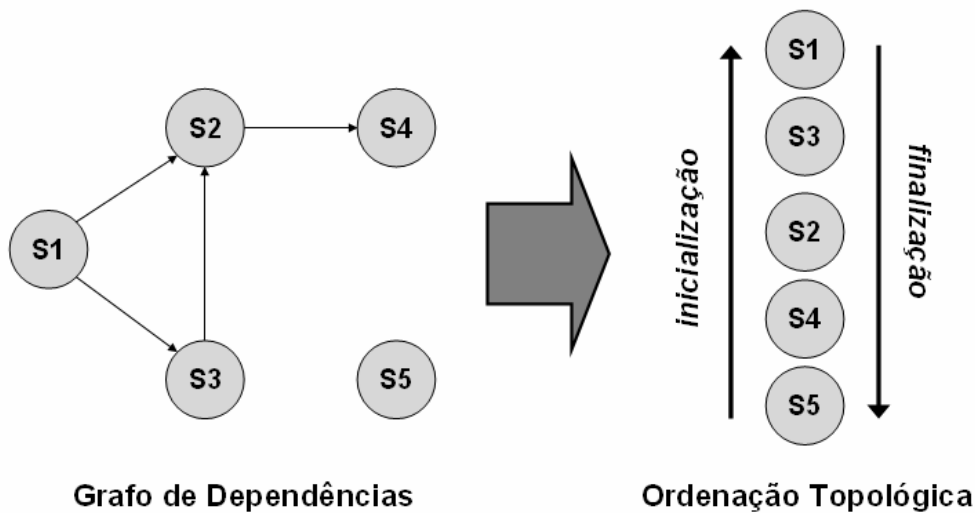 S1
S2
S4
S3
S1
inicialização
S2
finalização
S4
S3
S5
S5
Grafo de Dependências
Ordenação Topológica